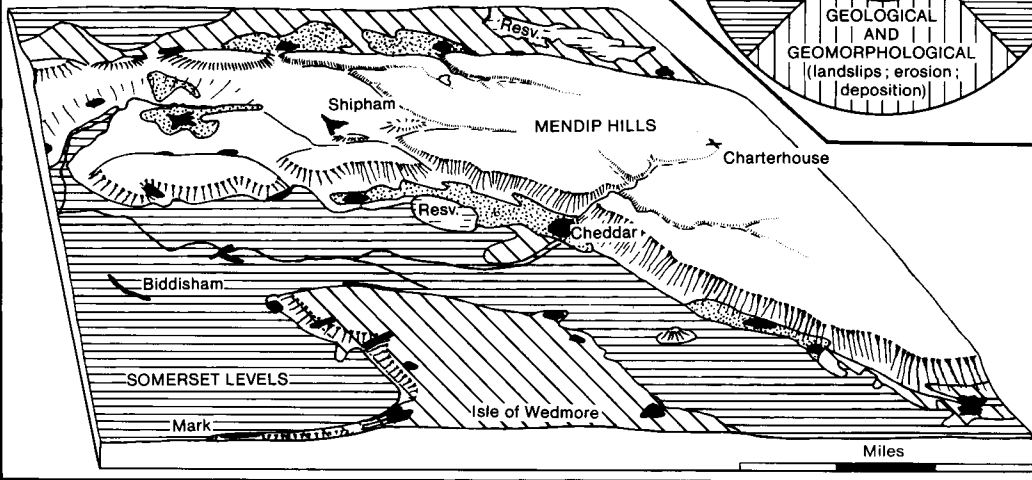 GEOLOGICAL
AND
GEOMORPHOLOGICAL
(landslips; erosion;
deposition)
Resv.
Shipham
MENDIP HILLS
Charterhouse
Resv.
Cheddar
Biddisham
SOMERSET LEVELS
Isle of Wedmore
Mark
Miles